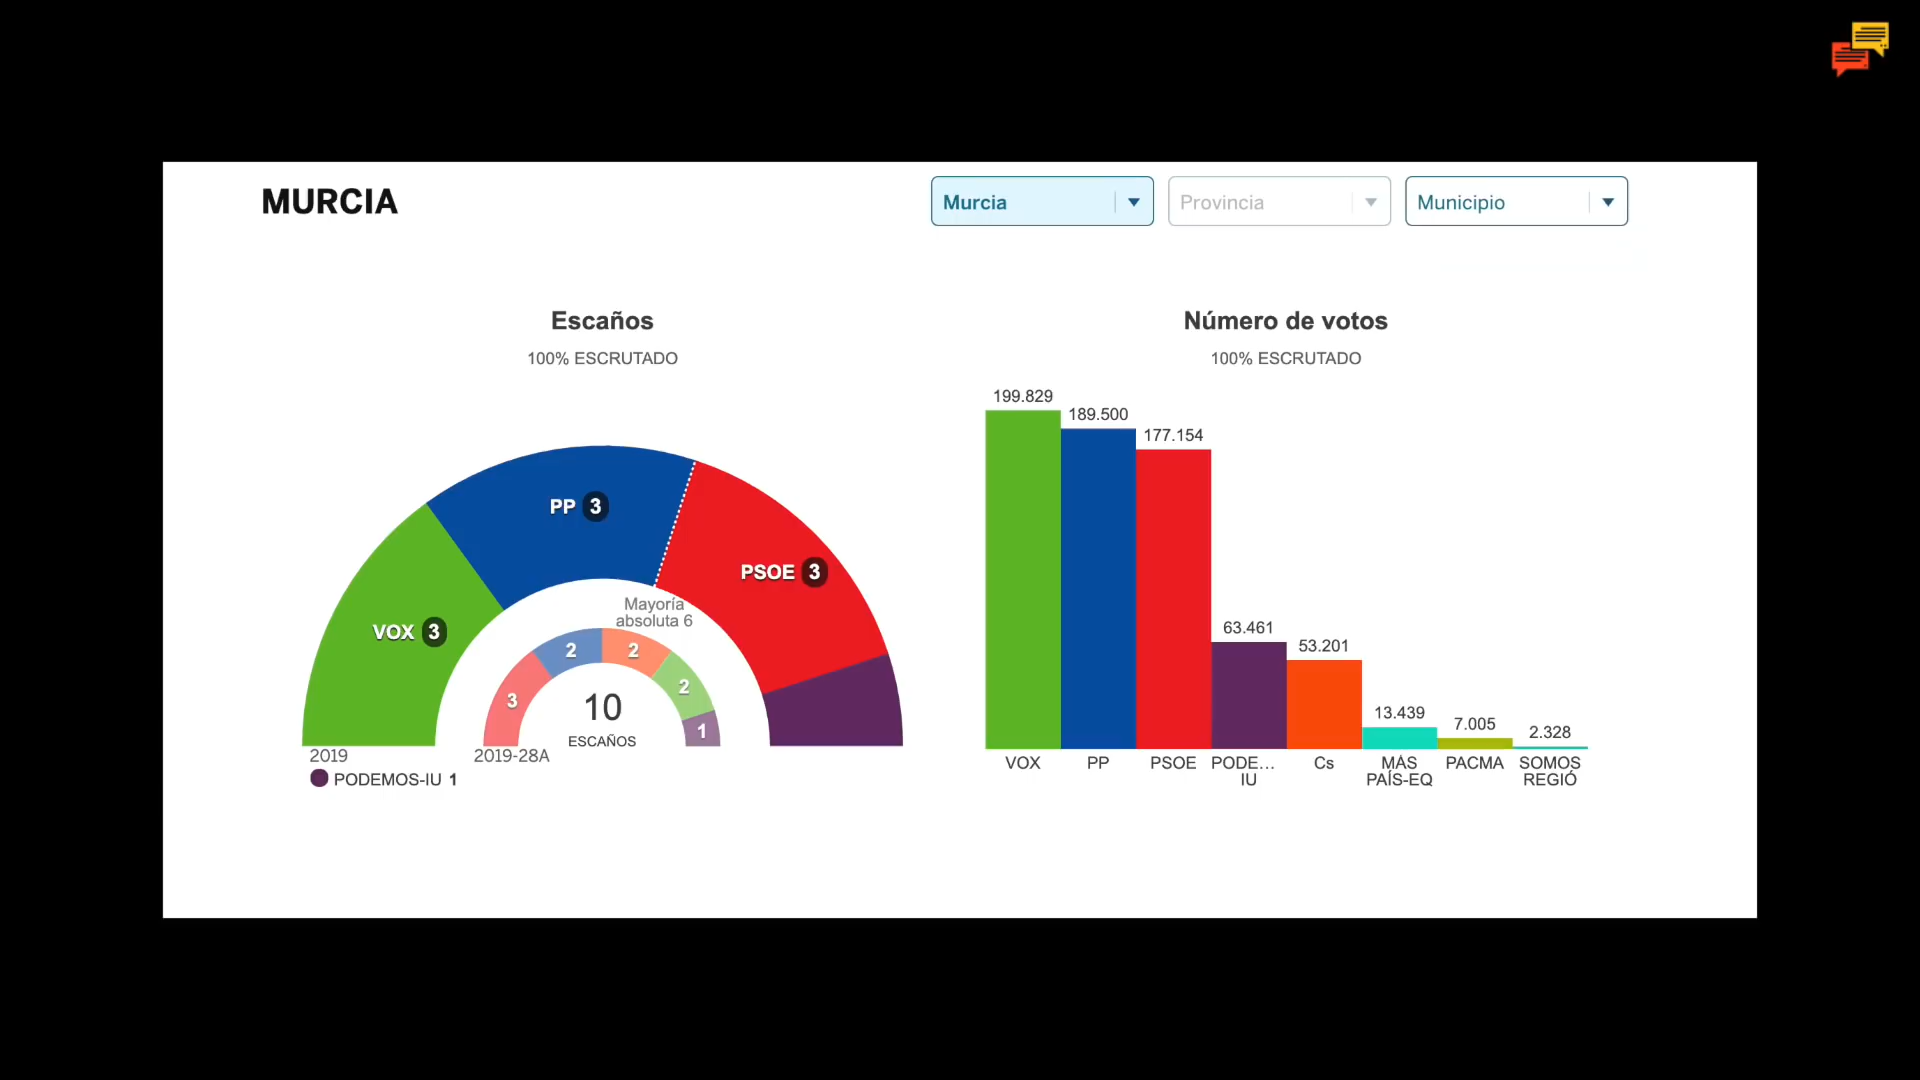 MURCIA
Murcia
Provincia
Municipio
Escaños
100% ESCRUTADO
VOX 3
PP 3
PSOE 3
Mayoría
absoluta 6
3
2
2
2
1
10
ESCAÑOS
2019
2019-28A
PODEMOS-IU 1
Número de votos
100% ESCRUTADO
199.829
189.500
177.154
63.461
53.201
13.439
7.005
2.328
VOX
PP
PSOE
PODE...
IU
Cs
MÁS
PAÍS-EQ
PACMA
SOMOS
REGIÓ